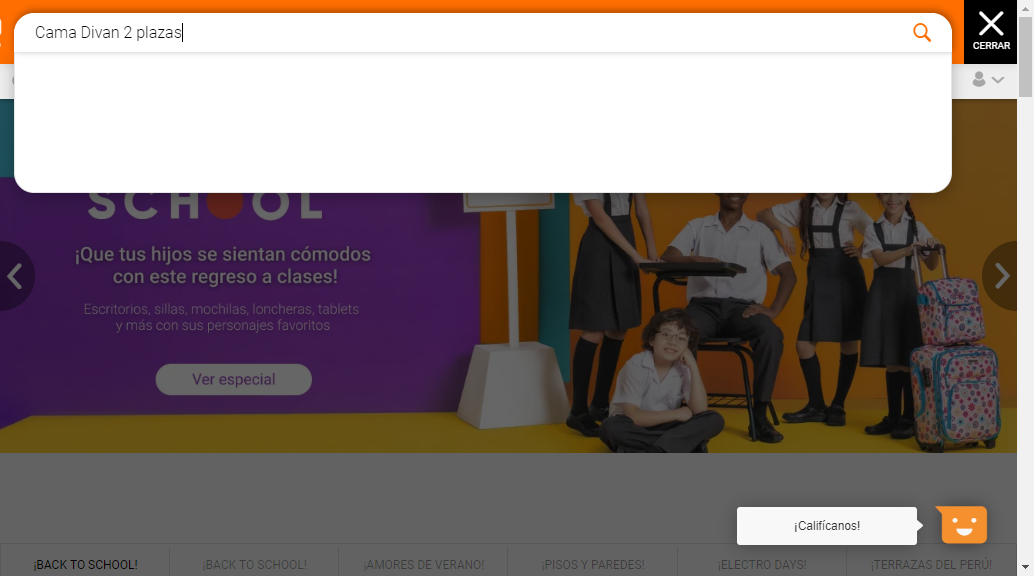 Cama Divan 2 plazas
CERRAR
SCHOOL
¡Que tus hijos se sientan cómodos
con este regreso a clases!
Escritorios, sillas, mochilas, loncheras, tablets
y más con sus personajes favoritos
Ver especial
¡Califícanos!
¡BACK TO SCHOOL!
¡BACK TO SCHOOL!
¡AMORES DE VERANO!
¡PISOS Y PAREDES!
¡ELECTRO DAYS!
¡TERRAZAS DEL PERÚ!